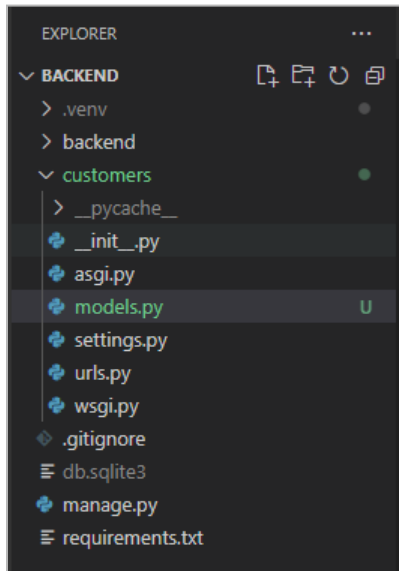 EXPLORER ...
BACKEND
.venv
backend
customers
__pycache__
__init__.py
asgi.py
models.py U
settings.py
urls.py
wsgi.py
.gitignore
db.sqlite3
manage.py
requirements.txt